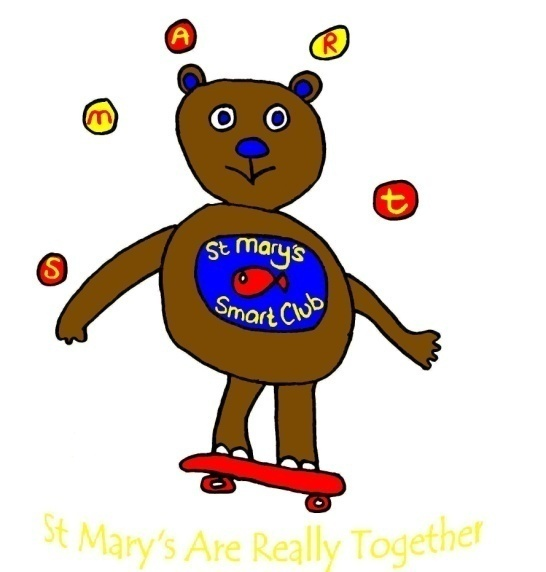 S m A R t
St mary's
Smart Club
St Mary's Are Really Together